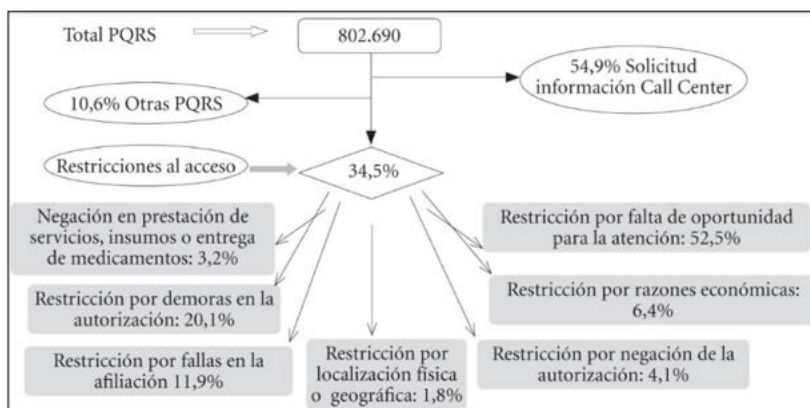 Total PQRS
802.690
54,9% Solicitud
información Call Center
10,6% Otras PQRS
Restricciones al acceso
34,5%
Negación en prestación de
servicios, insumos o entrega
de medicamentos: 3,2%
Restricción por falta de oportunidad
para la atención: 52,5%
Restricción por demoras en la
autorización: 20,1%
Restricción por razones económicas:
6,4%
Restricción por fallas en la
afiliación 11,9%
Restricción por
localización física
o geográfica: 1,8%
Restricción por negación de la
autorización: 4,1%